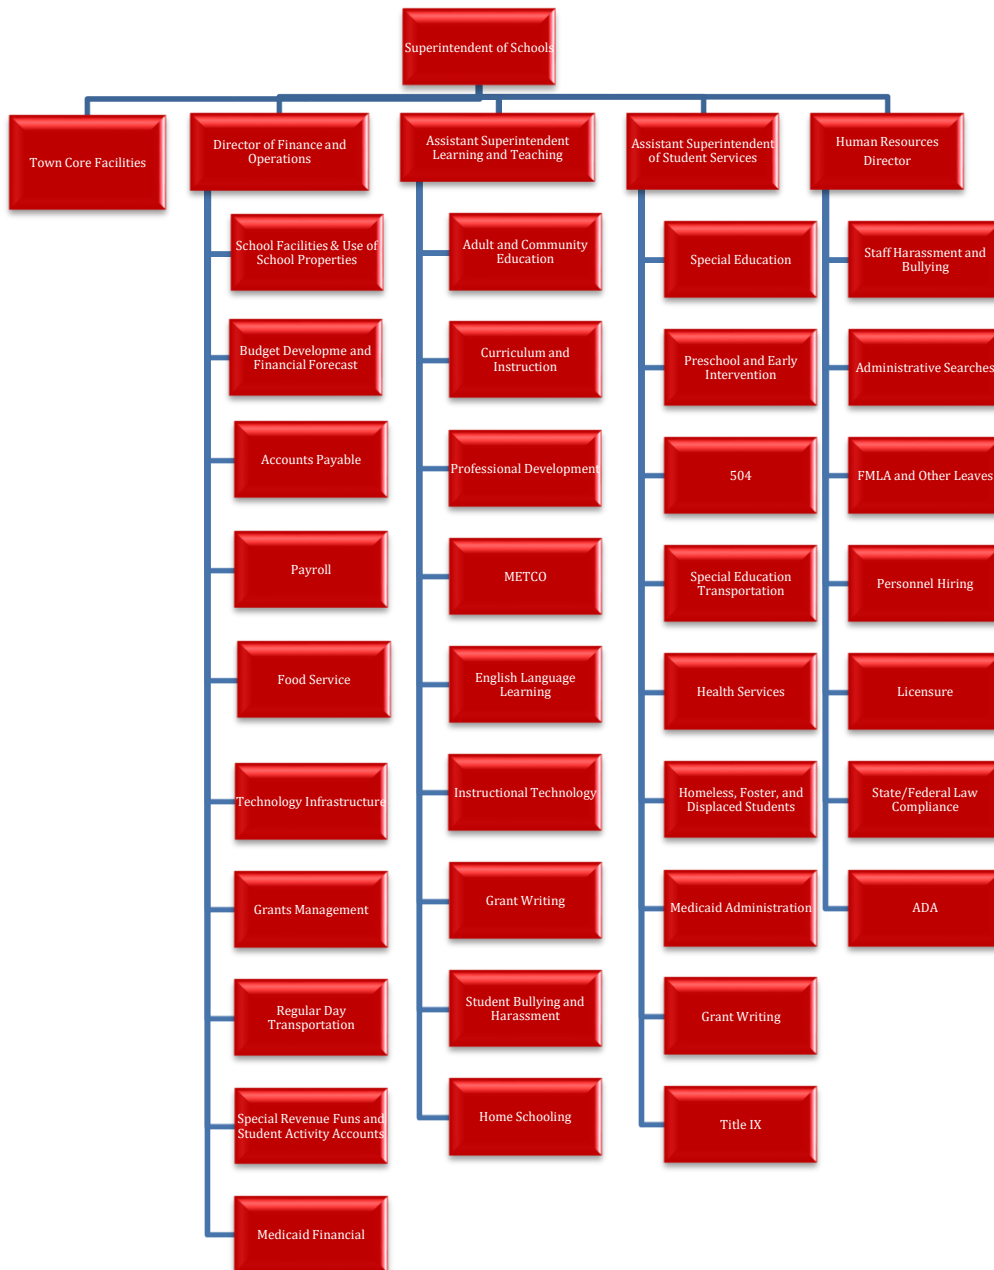 Superintendent of Schools
Town Core Facilities
Director of Finance and
Operations
School Facilities & Use of
School Properties
Budget Developme and
Financial Forecast
Accounts Payable
Payroll
Food Service
Technology Infrastructure
Grants Management
Regular Day
Transportation
Special Revenue Funs and
Student Activity Accounts
Medicaid Financial
Assistant Superintendent
Learning and Teaching
Adult and Community
Education
Curriculum and
Instruction
Professional Development
METCO
English Language
Learning
Instructional Technology
Grant Writing
Student Bullying and
Harassment
Home Schooling
Assistant Superintendent
of Student Services
Special Education
Preschool and Early
Intervention
504
Special Education
Transportation
Health Services
Homeless, Foster, and
Displaced Students
Medicaid Administration
Grant Writing
Title IX
Human Resources
Director
Staff Harassment and
Bullying
Administrative Searches
FMLA and Other Leaves
Personnel Hiring
Licensure
State/Federal Law
Compliance
ADA